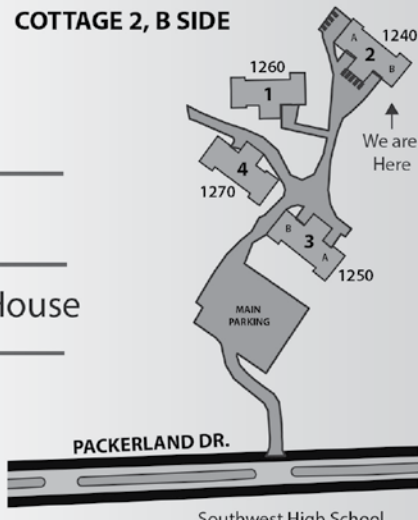 COTTAGE 2, B SIDE
A
1240
2
B
1260
1
We are
Here
4
1270
B
3
A
1250
House
MAIN
PARKING
PACKERLAND DR.
Southwest High School